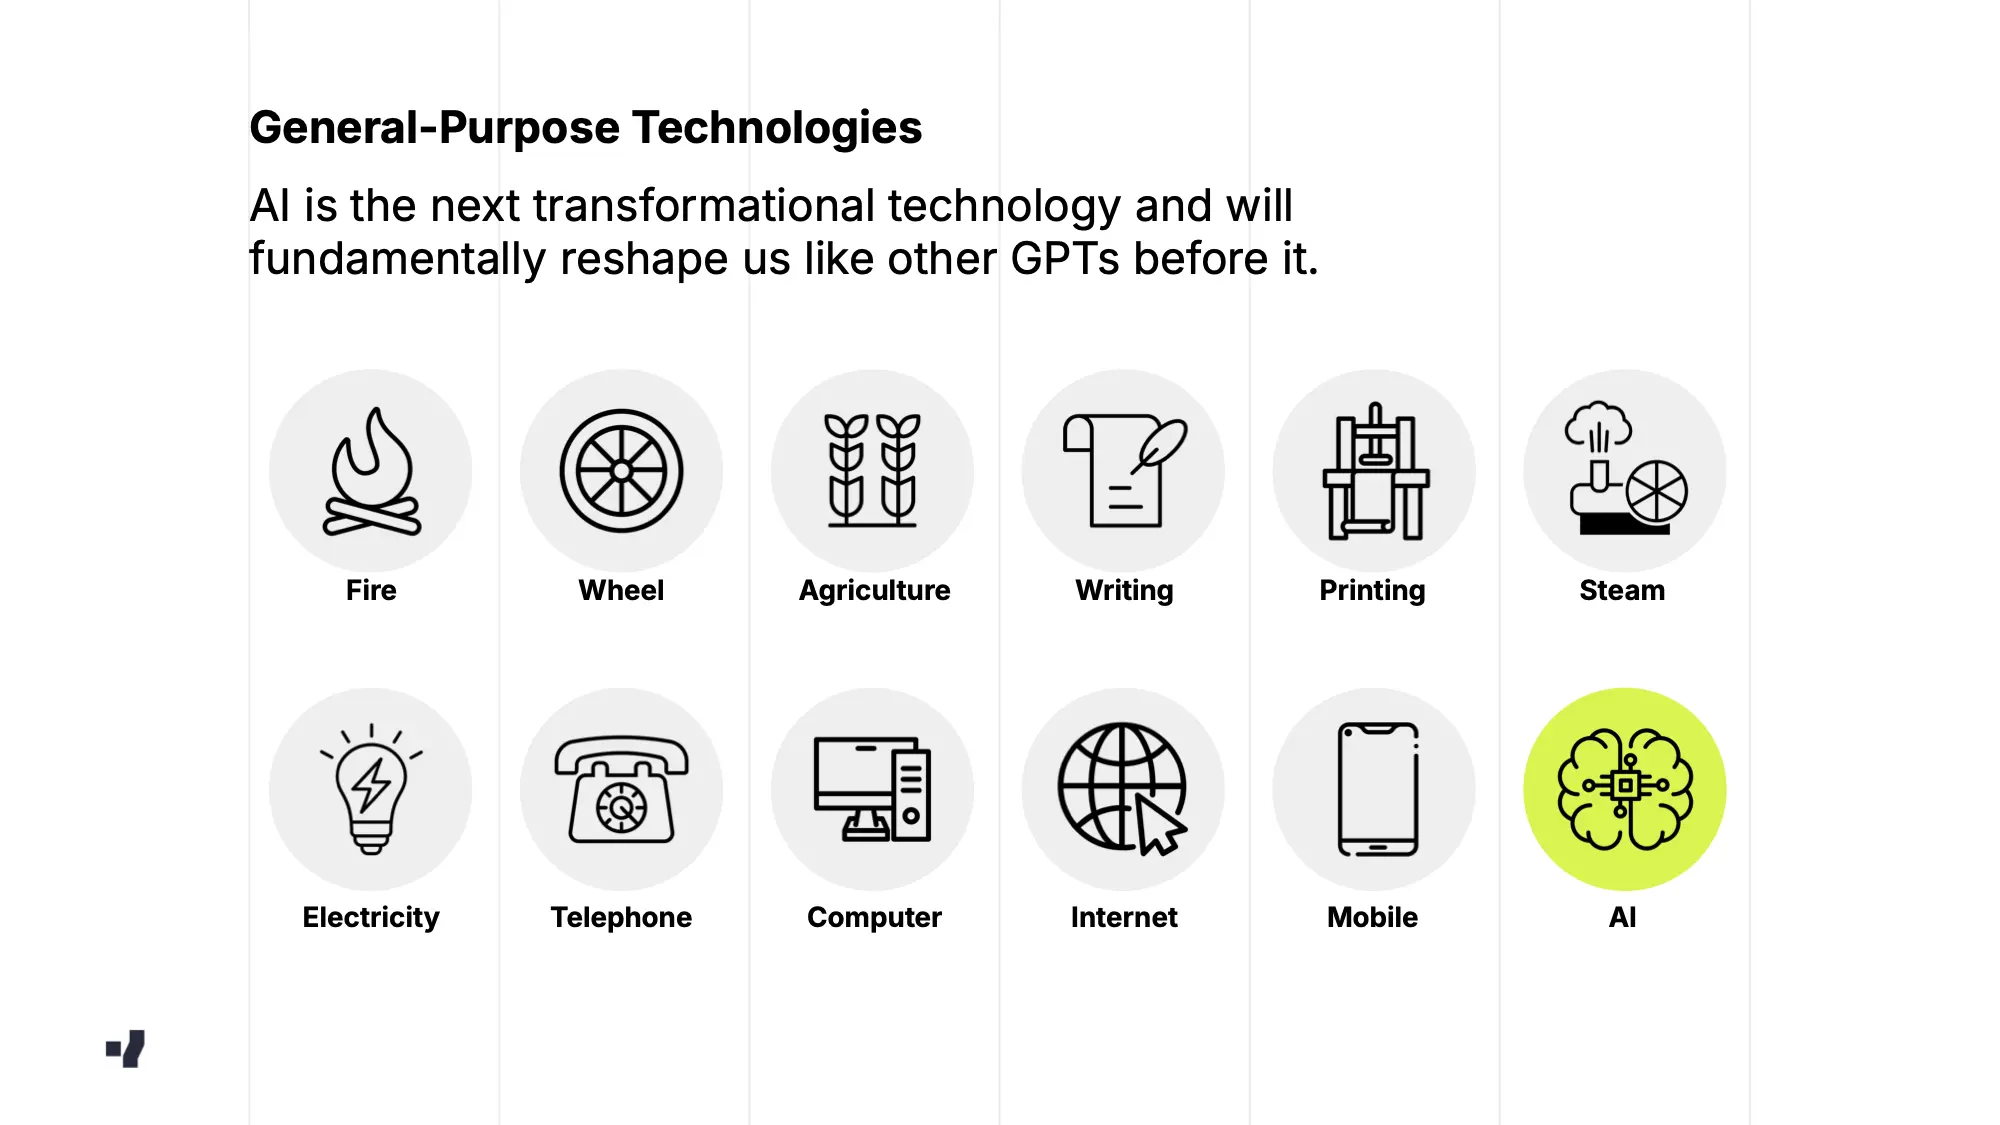 General-Purpose Technologies
AI is the next transformational technology and will
fundamentally reshape us like other GPTs before it.
Fire
Wheel
Agriculture
Writing
Printing
Steam
Electricity
Telephone
Computer
Internet
Mobile
AI